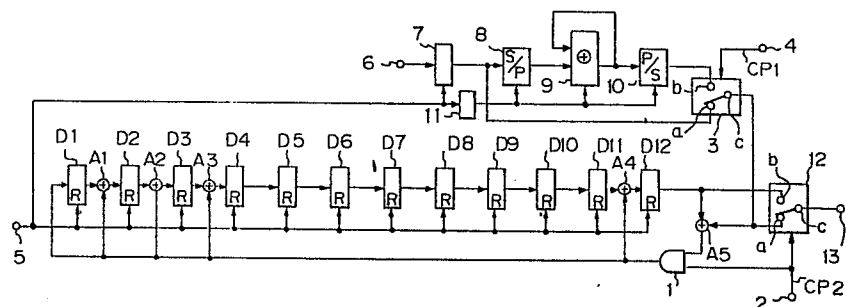 7
8
4
6
S/P
⊕
P/S
CP1
9
10
b
11
a
c
3
D1
A1
D2
A2
D3
A3
D4
D5
D6
D7
D8
D9
D10
D11
A4
D12
12
R
R
R
R
R
R
R
R
R
R
R
R
b
a
c
13
5
A5
1
CP2
2